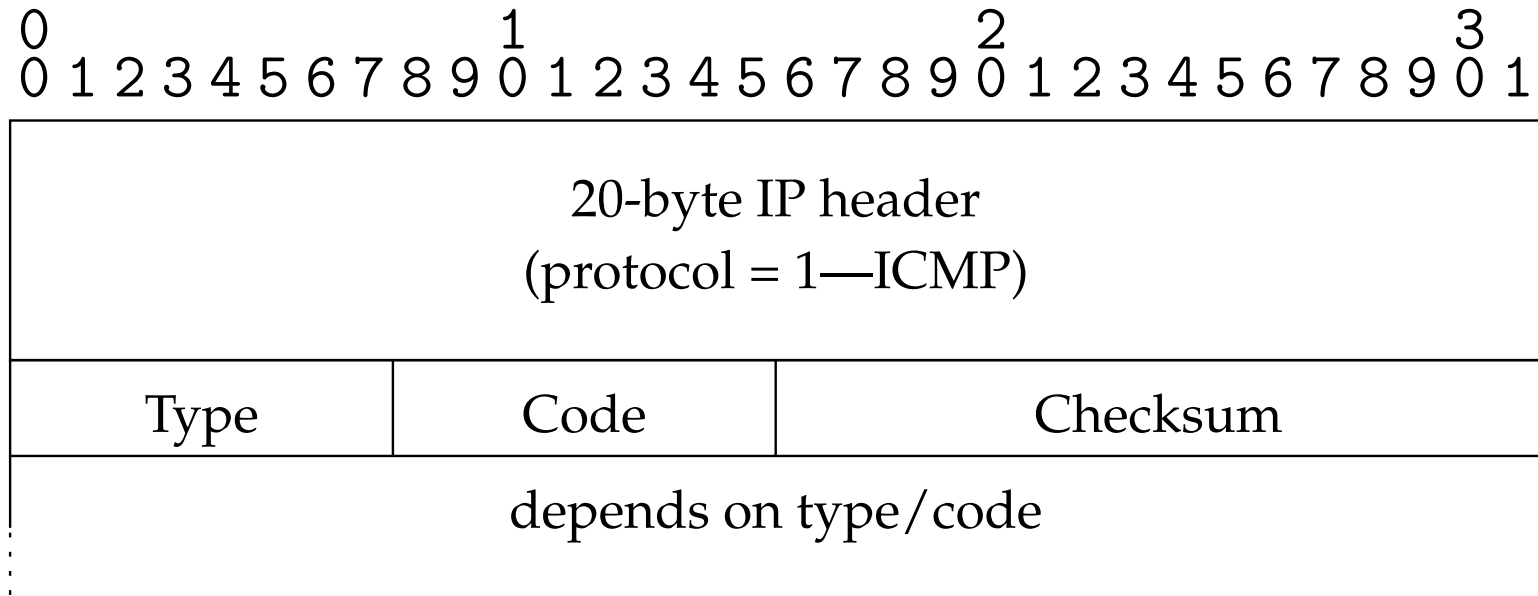 0 1 2 3
0 1 2 3 4 5 6 7 8 9 0 1 2 3 4 5 6 7 8 9 0 1 2 3 4 5 6 7 8 9 0 1
20-byte IP header
(protocol = 1—ICMP)
Type Code Checksum
depends on type/code